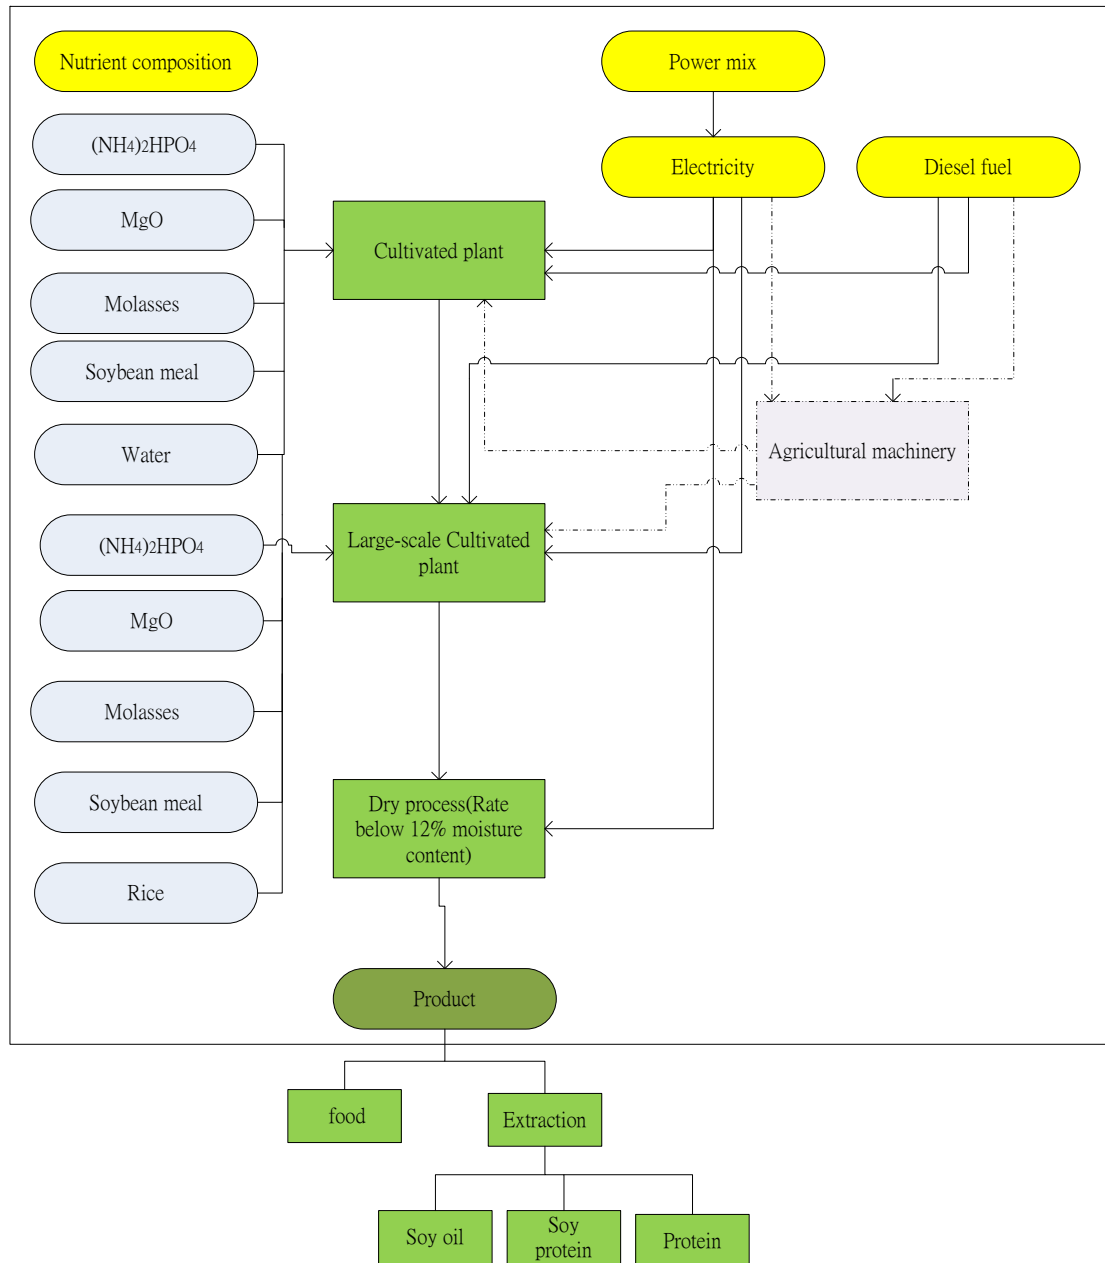 Nutrient composition
Power mix
(NH4)2HPO4
Electricity
Diesel fuel
MgO
Cultivated plant
Molasses
Soybean meal
Water
Agricultural machinery
(NH4)2HPO4
Large-scale Cultivated
plant
MgO
Molasses
Soybean meal
Dry process(Rate
below 12% moisture
content)
Rice
Product
food
Extraction
Soy oil
Soy
protein
Protein